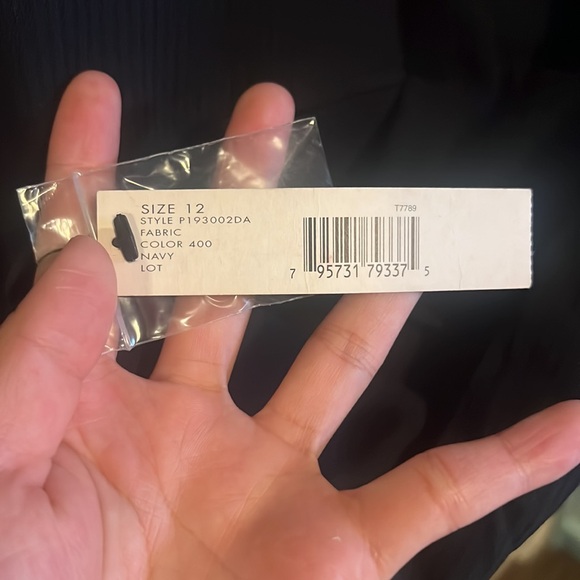 SIZE 12
STYLE P193002DA
FABRIC
COLOR 400
NAVY
LOT
T7789
7 95731 79337 5